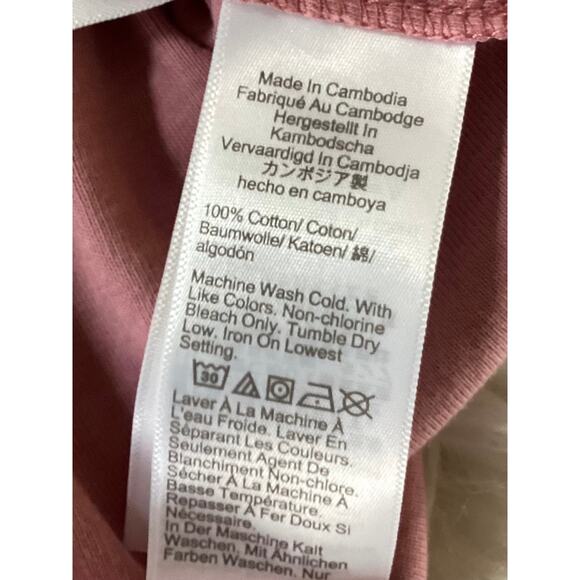 Made In Cambodia
Fabriqué Au Cambodge
Hergestellt In
Kambodscha
Vervaardigd In Cambodja
カンボジア製
hecho en camboya
100% Cotton/ Coton/
Baumwolle/ Katoen/ 綿/
algodón
Machine Wash Cold. With
Like Colors. Non-chlorine
Bleach Only. Tumble Dry
Low. Iron On Lowest
Setting.
30
Laver À La Machine À
L'eau Froide. Laver En
Séparant Les Couleurs.
Seulement Agent De
Blanchiment Non-chlore.
Sécher À La Machine À
Basse Température.
Repasser À Fer Doux Si
Nécessaire.
In Der Maschine Kalt
Waschen, Mit Ähnlichen
Farben Waschen. Nur